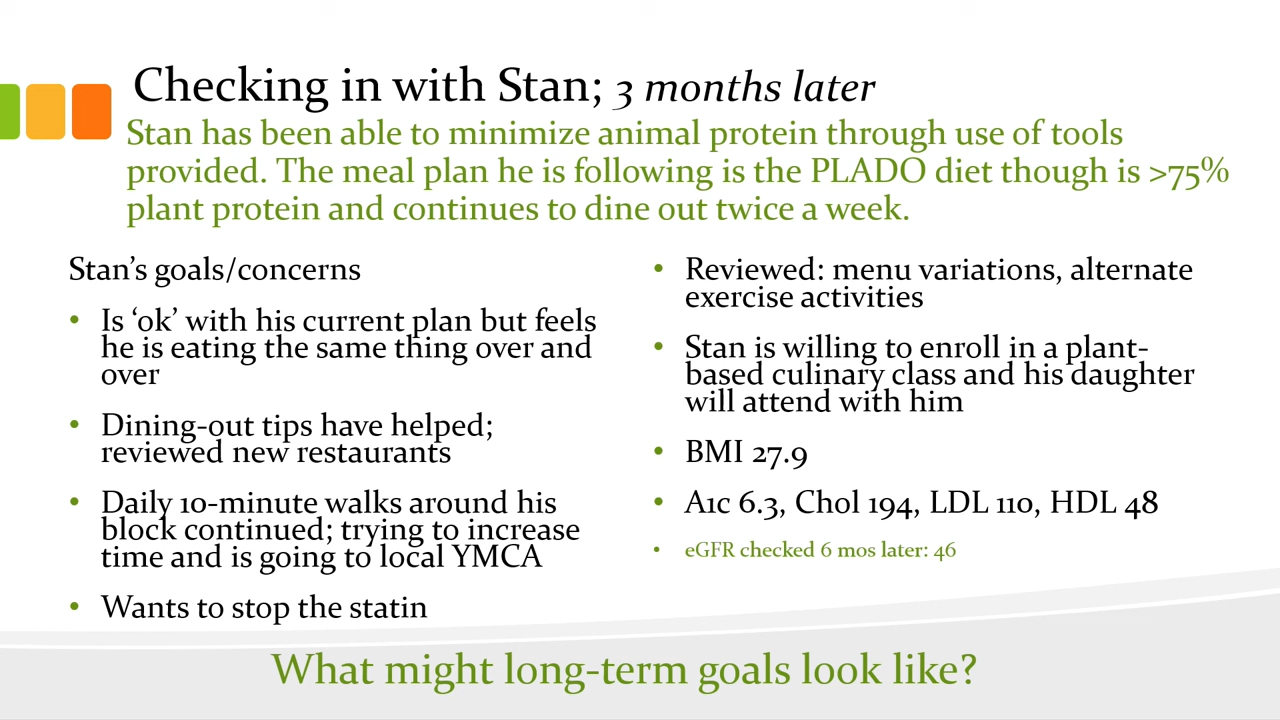 Checking in with Stan; 3 months later
Stan has been able to minimize animal protein through use of tools
provided. The meal plan he is following is the PLADO diet though is >75%
plant protein and continues to dine out twice a week.
Stan’s goals/concerns
• Is ‘ok’ with his current plan but feels
he is eating the same thing over and
over
• Dining-out tips have helped;
reviewed new restaurants
• Daily 10-minute walks around his
block continued; trying to increase
time and is going to local YMCA
• Wants to stop the statin
• Reviewed: menu variations, alternate
exercise activities
• Stan is willing to enroll in a plant-
based culinary class and his daughter
will attend with him
• BMI 27.9
• A1c 6.3, Chol 194, LDL 110, HDL 48
• eGFR checked 6 mos later: 46
What might long-term goals look like?